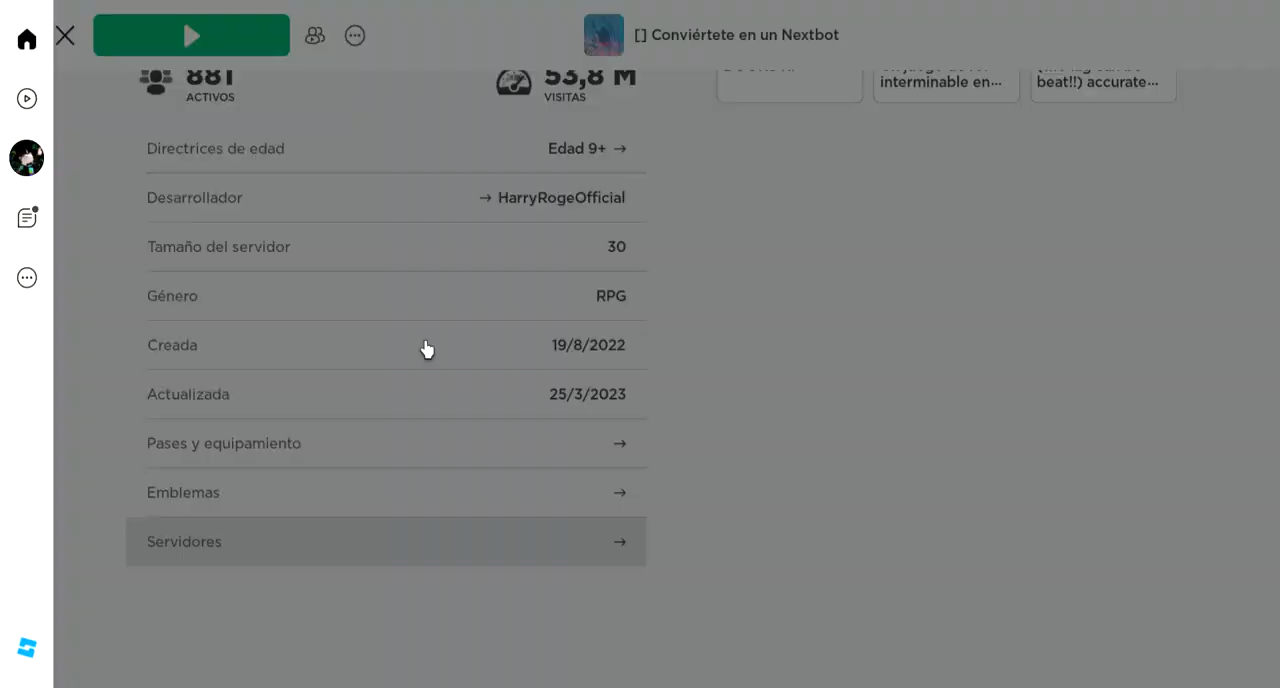 [] Conviértete en un Nextbot
881
ACTIVOS
53,8 M
VISITAS
interminable en...
beat!!) accurate...
Directrices de edad
Edad 9+ →
Desarrollador
→ HarryRogeOfficial
Tamaño del servidor
30
Género
RPG
Creada
19/8/2022
Actualizada
25/3/2023
Pases y equipamiento →
Emblemas →
Servidores →